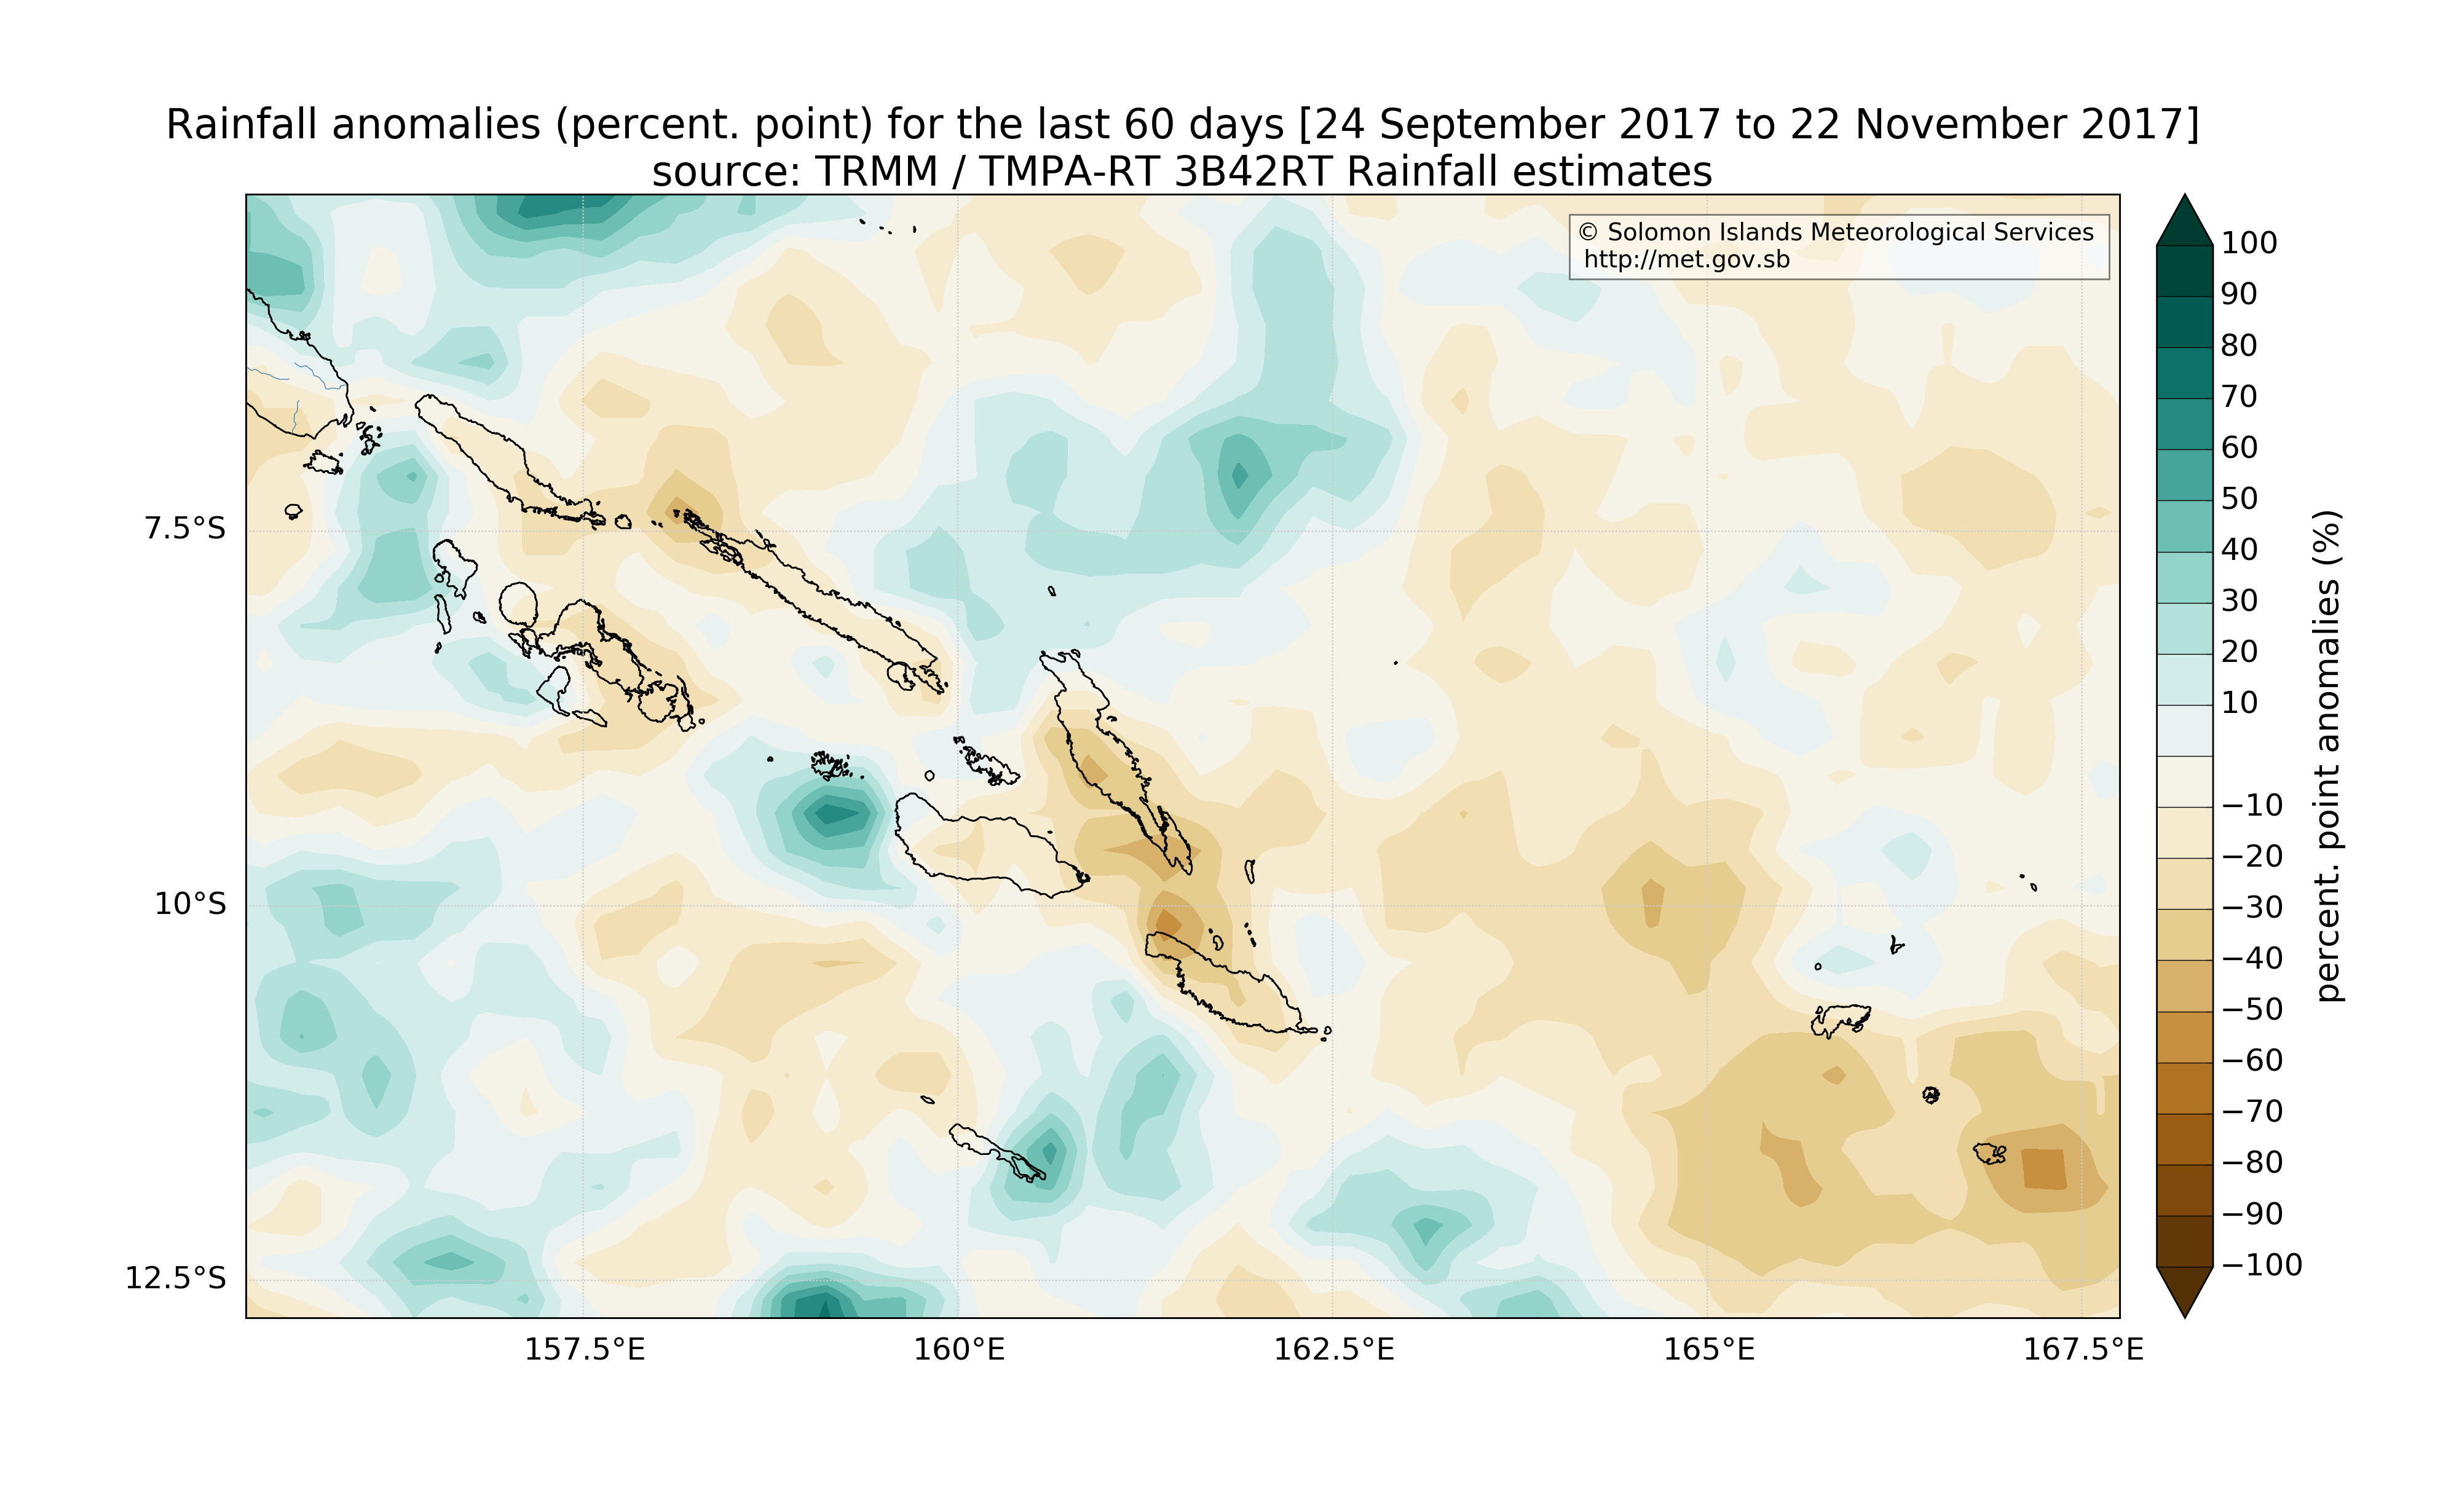 Rainfall anomalies (percent. point) for the last 60 days [24 September 2017 to 22 November 2017]
source: TRMM / TMPA-RT 3B42RT Rainfall estimates
© Solomon Islands Meteorological Services
http://met.gov.sb
7.5°S
10°S
12.5°S
157.5°E
160°E
162.5°E
165°E
167.5°E
100
90
80
70
60
50
40
30
20
10
−10
−20
−30
−40
−50
−60
−70
−80
−90
−100
percent. point anomalies (%)